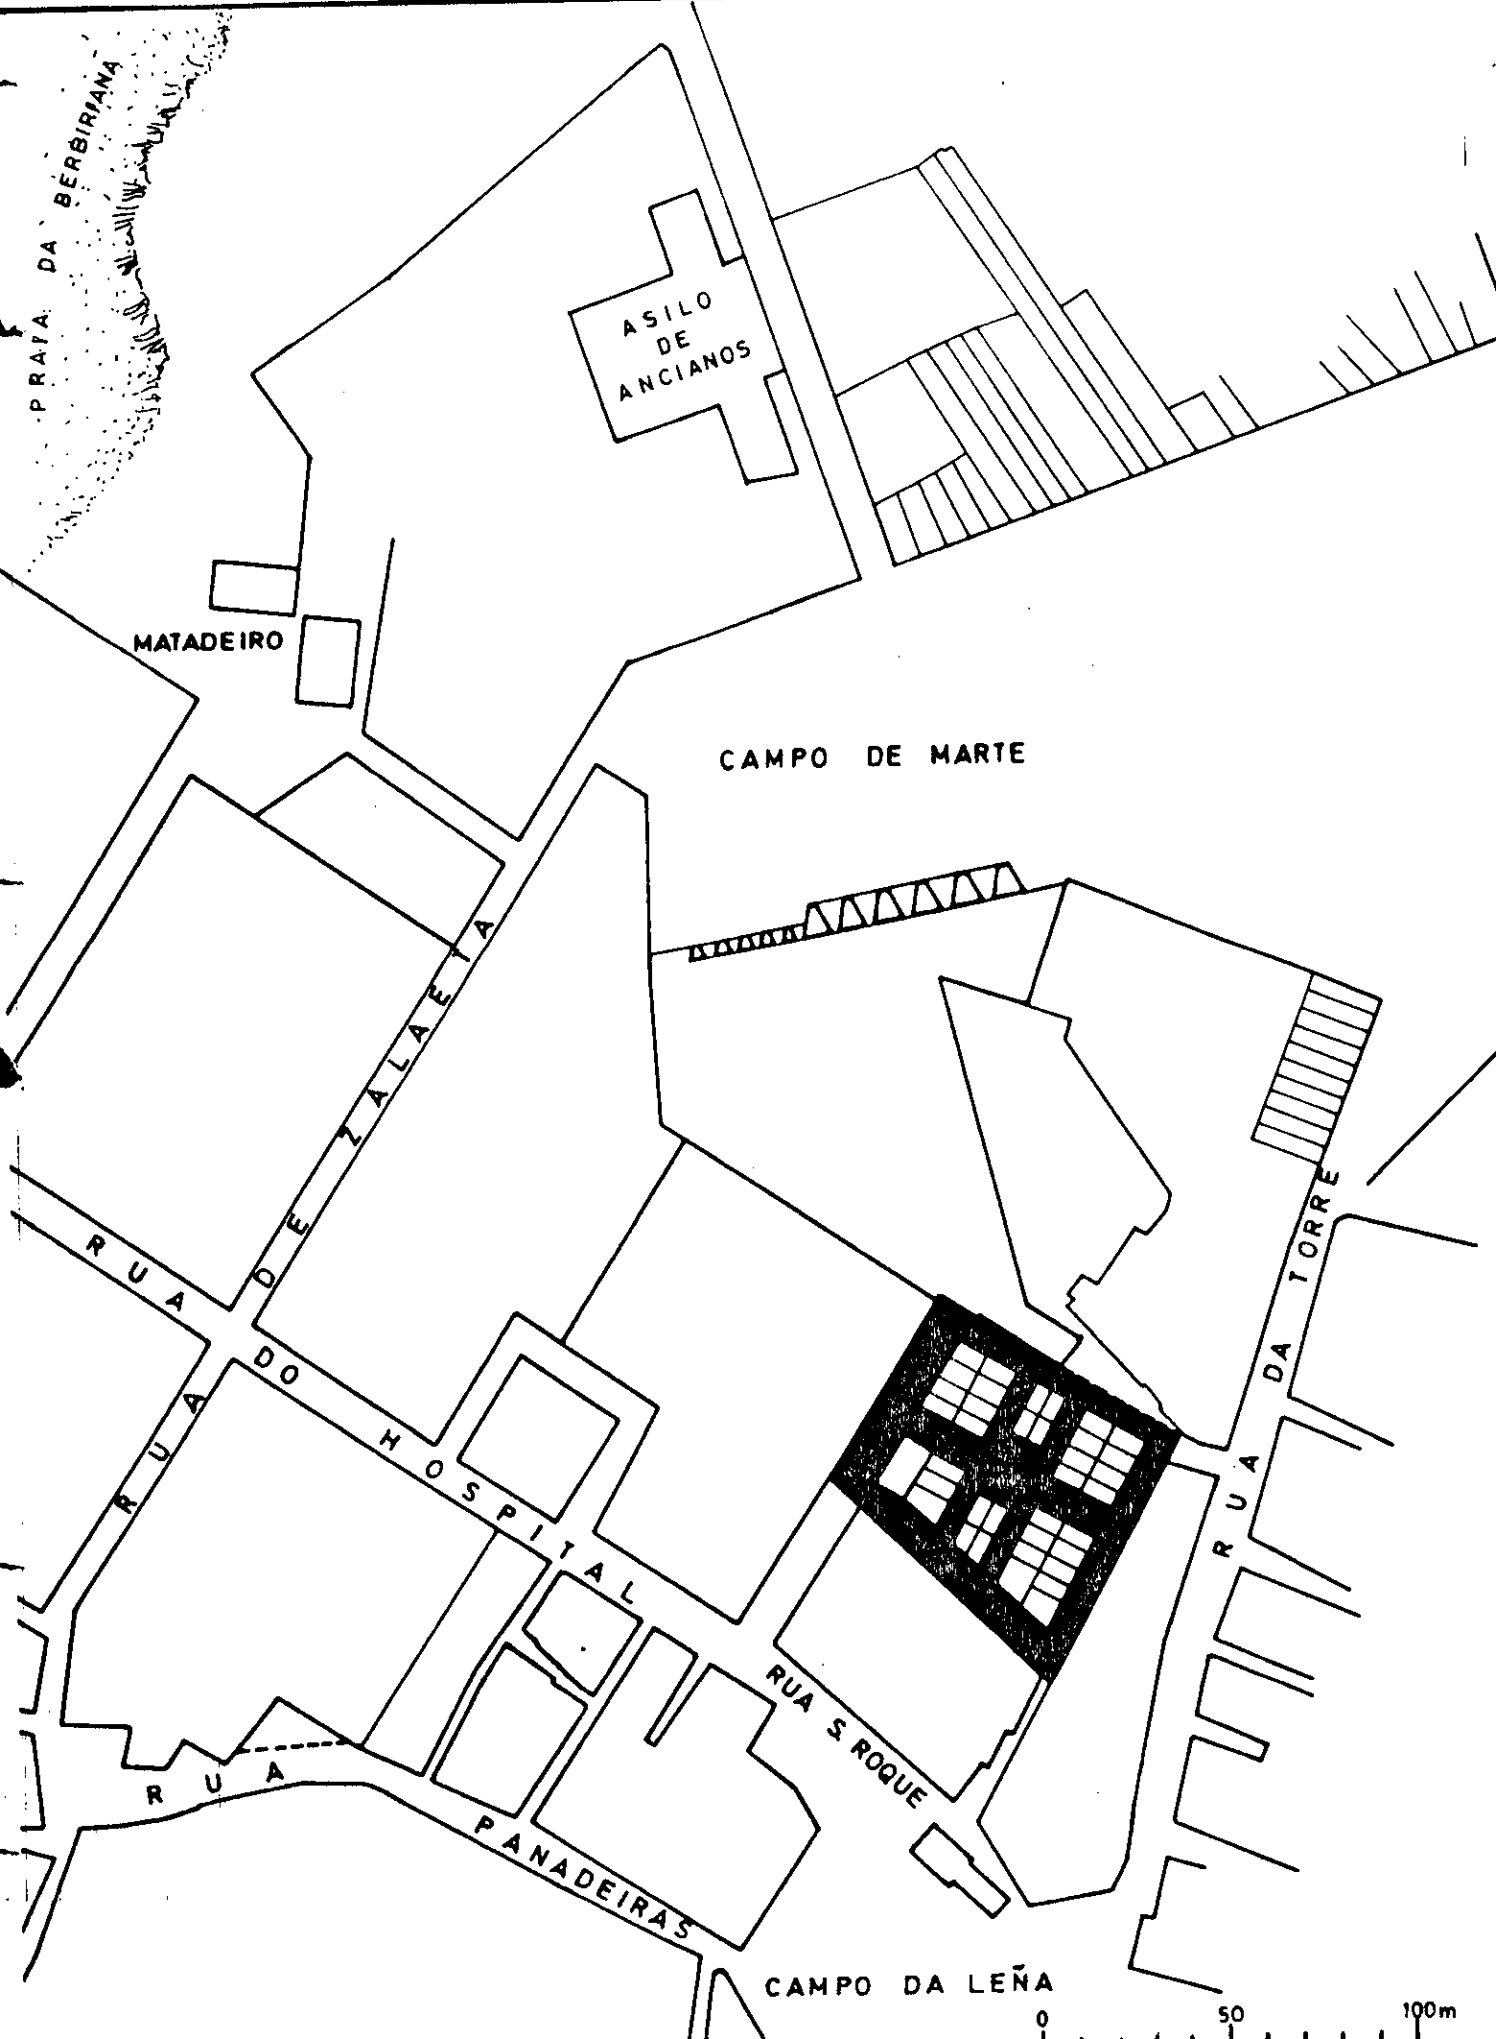 PRAIA DA BERBIRIANA
ASILO
DE
ANCIANOS
MATADEIRO
CAMPO DE MARTE
RUA DE ZALAETA
RUA DO HOSPITAL
RUA DA TORRE
RUA S. ROQUE
RUA PANADEIRAS
CAMPO DA LEÑA
0 50 100m